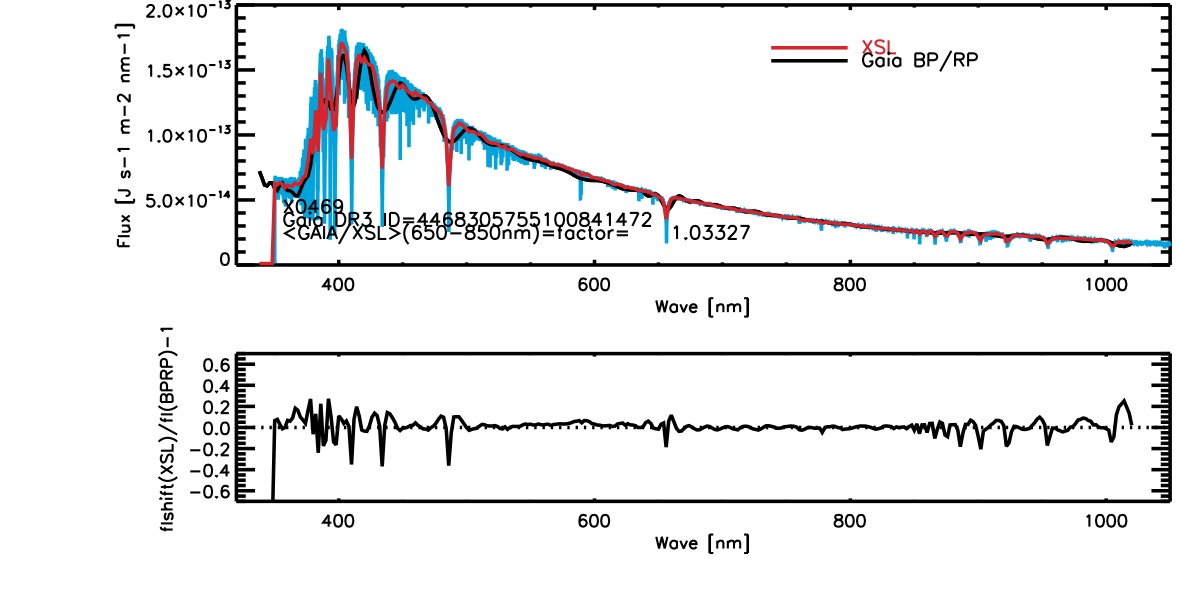 2.0×10−13
1.5×10−13
1.0×10−13
5.0×10−14
0
Flux [J s−1 m−2 nm−1]
XSL
Gaia BP/RP
X0469
Gaia DR3 ID=4468305755100841472
<GAIA/XSL>(650−850nm)=factor= 1.03327
400 600 800 1000
Wave [nm]
flshift(XSL)/fl(BPRP)−1
0.6
0.4
0.2
0.0
−0.2
−0.4
−0.6
400 600 800 1000
Wave [nm]